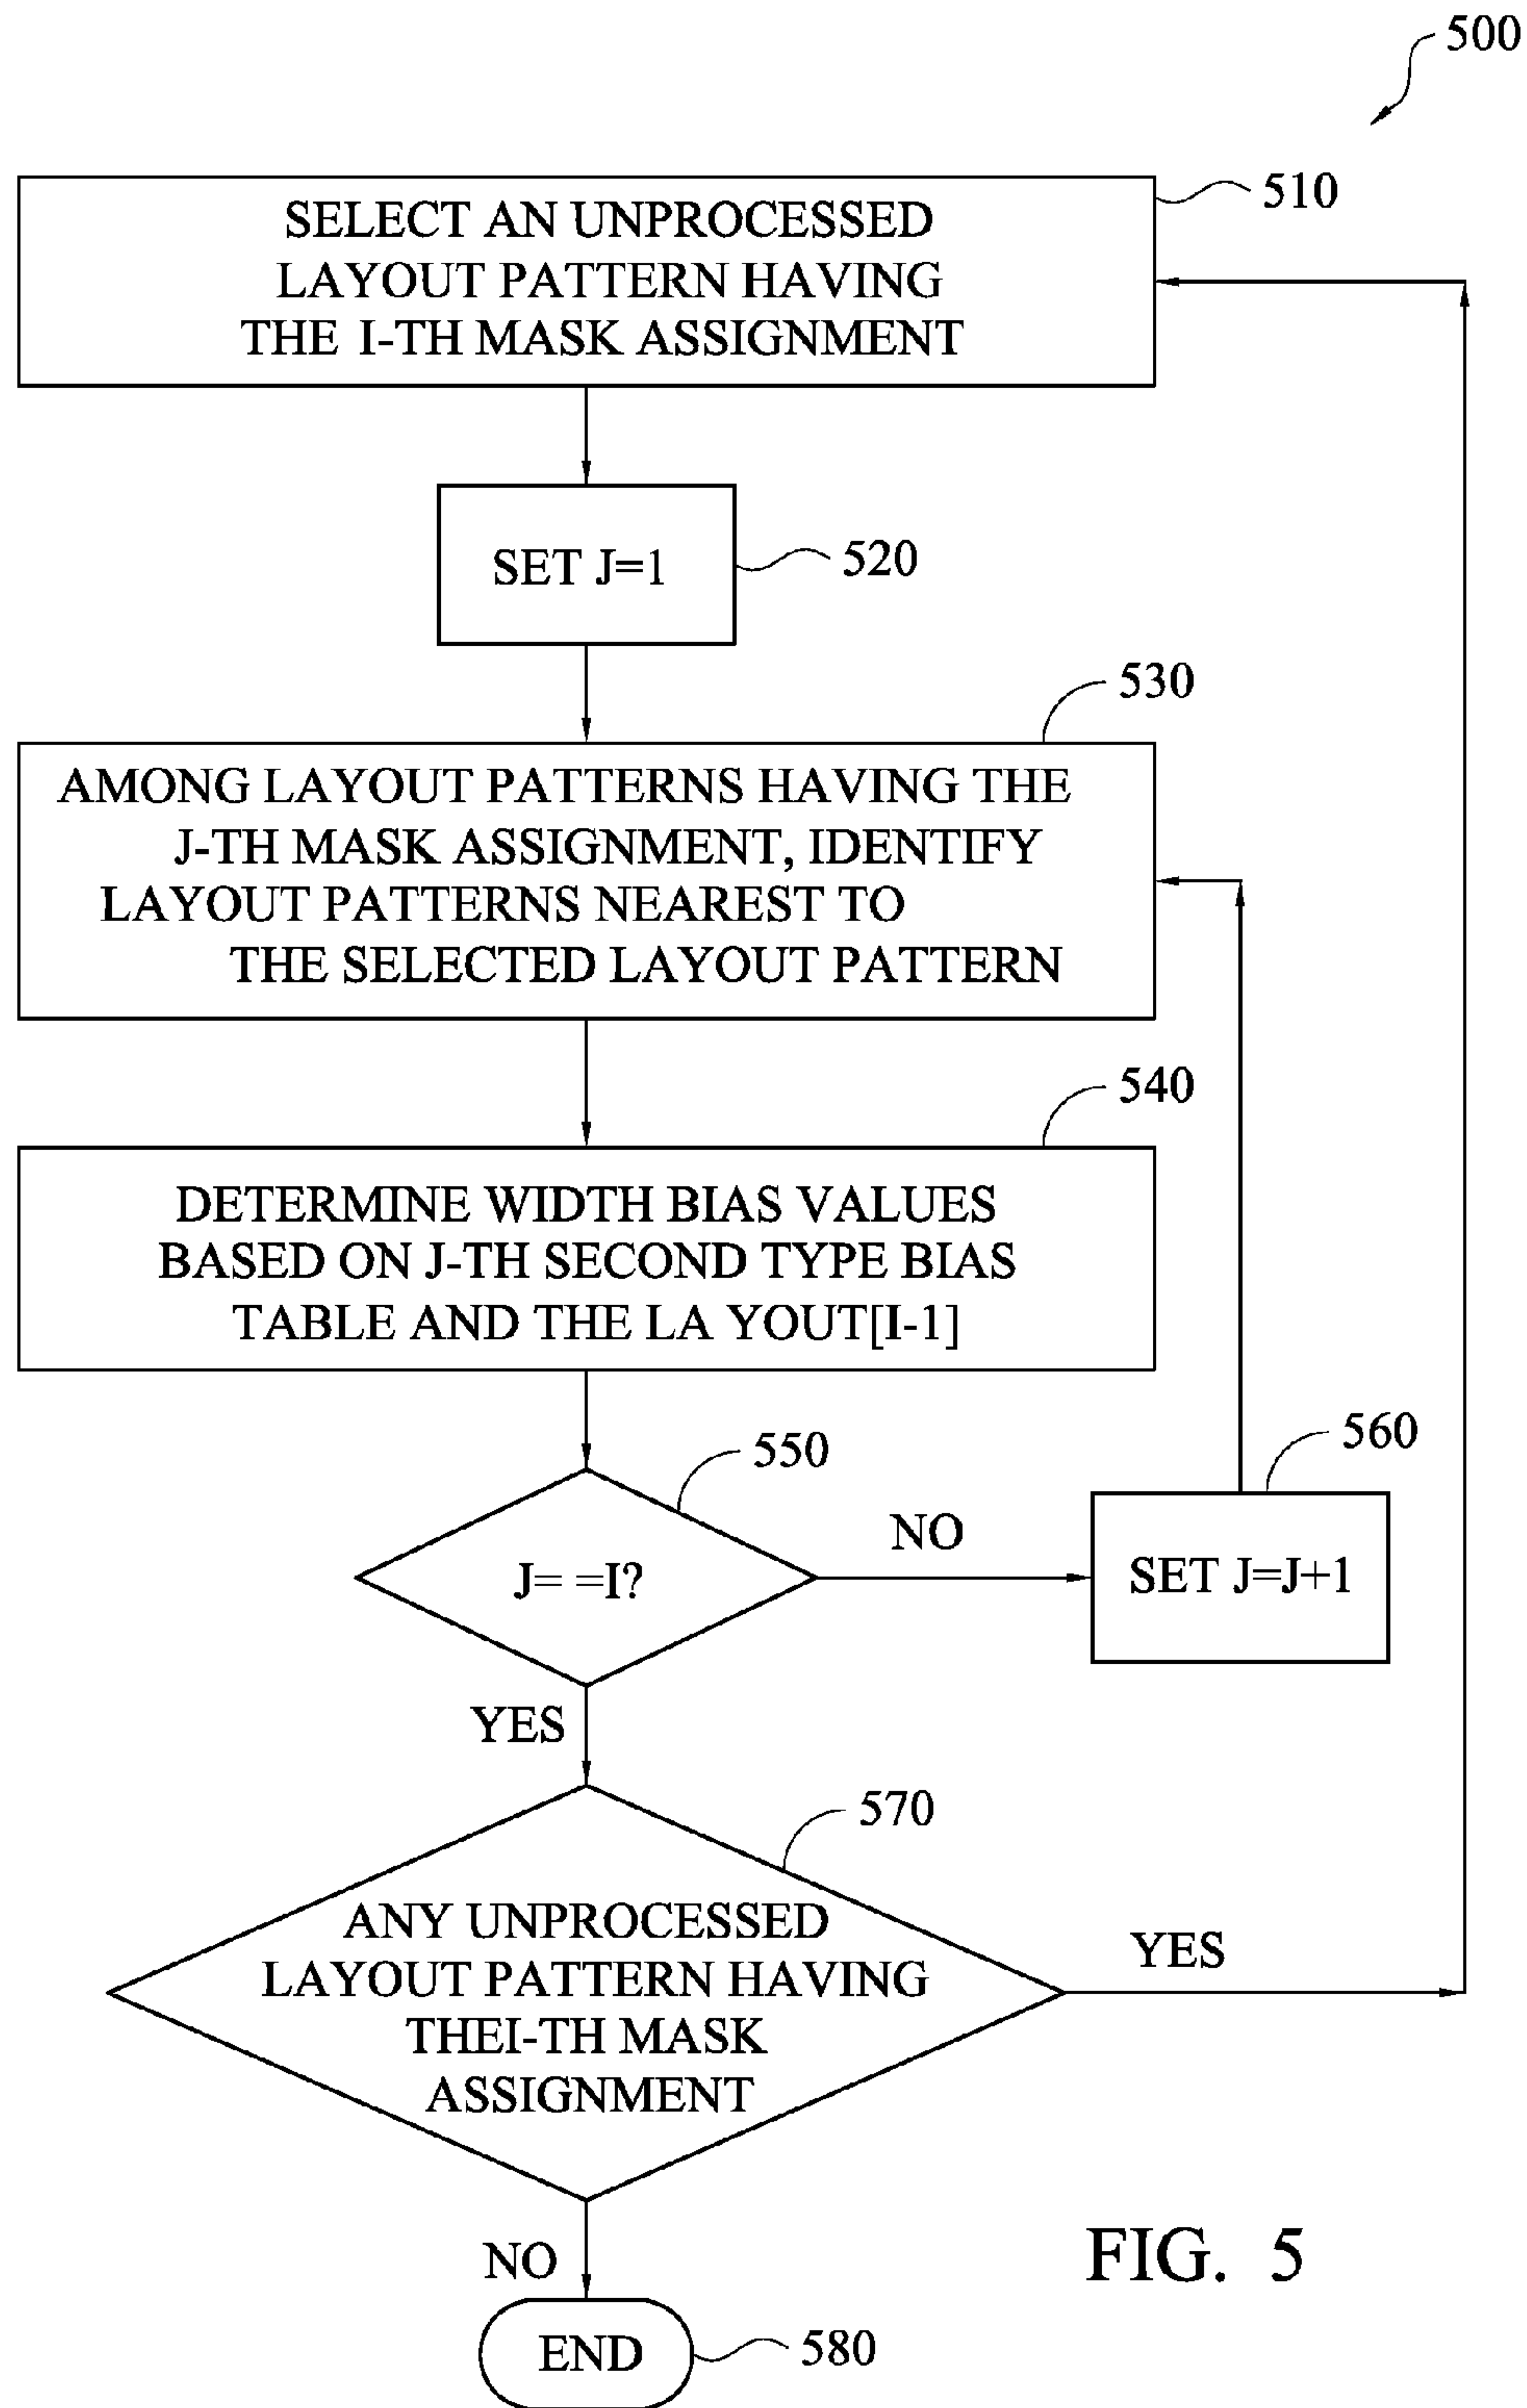 500
SELECT AN UNPROCESSED
LAYOUT PATTERN HAVING
THE I-TH MASK ASSIGNMENT
510
SET J=1
520
530
AMONG LAYOUT PATTERNS HAVING THE
J-TH MASK ASSIGNMENT, IDENTIFY
LAYOUT PATTERNS NEAREST TO
THE SELECTED LAYOUT PATTERN
540
DETERMINE WIDTH BIAS VALUES
BASED ON J-TH SECOND TYPE BIAS
TABLE AND THE LA YOUT[I-1]
550
J= =I?
NO
560
SET J=J+1
YES
570
ANY UNPROCESSED
LAYOUT PATTERN HAVING
THEI-TH MASK
ASSIGNMENT
YES
NO
END
580
FIG. 5